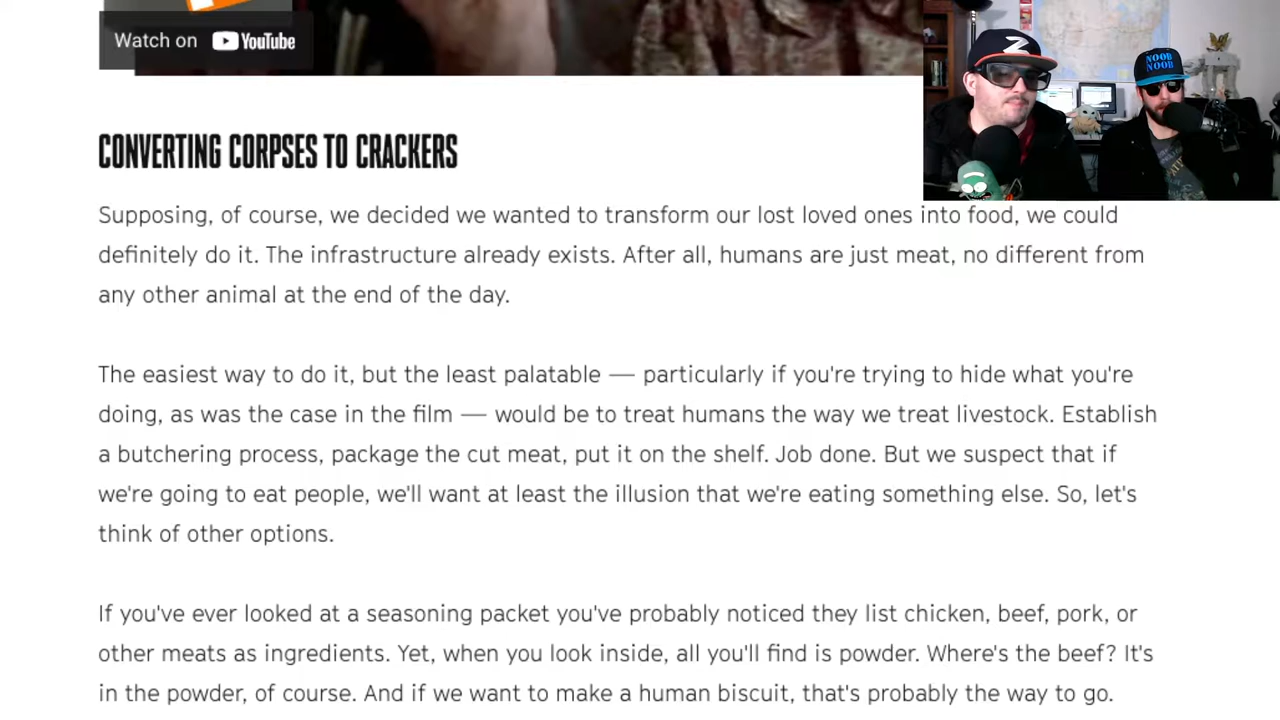 Watch on YouTube
NOOB
NOOB
CONVERTING CORPSES TO CRACKERS
Supposing, of course, we decided we wanted to transform our lost loved ones into food, we could
definitely do it. The infrastructure already exists. After all, humans are just meat, no different from
any other animal at the end of the day.
The easiest way to do it, but the least palatable — particularly if you're trying to hide what you're
doing, as was the case in the film — would be to treat humans the way we treat livestock. Establish
a butchering process, package the cut meat, put it on the shelf. Job done. But we suspect that if
we're going to eat people, we'll want at least the illusion that we're eating something else. So, let's
think of other options.
If you've ever looked at a seasoning packet you've probably noticed they list chicken, beef, pork, or
other meats as ingredients. Yet, when you look inside, all you'll find is powder. Where's the beef? It's
in the powder, of course. And if we want to make a human biscuit, that's probably the way to go.